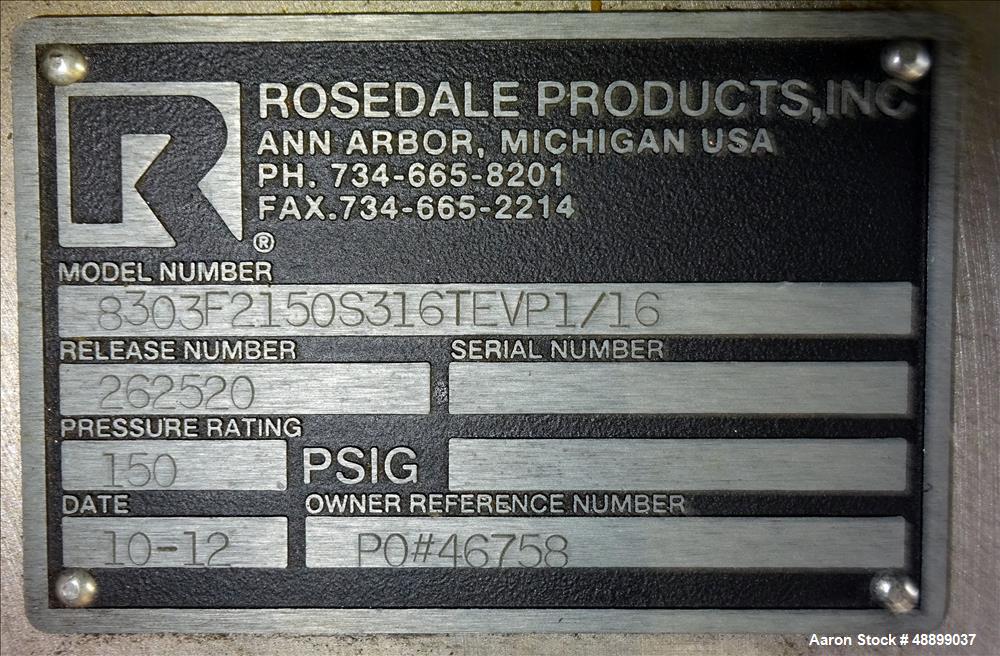 R
®
ROSEDALE PRODUCTS, INC
ANN ARBOR, MICHIGAN USA
PH. 734-665-8201
FAX.734-665-2214
MODEL NUMBER
8303F2150S316TEVP1/16
RELEASE NUMBER SERIAL NUMBER
262520
PRESSURE RATING
150 PSIG
DATE OWNER REFERENCE NUMBER
10-12 PO#46758
Aaron Stock # 48899037